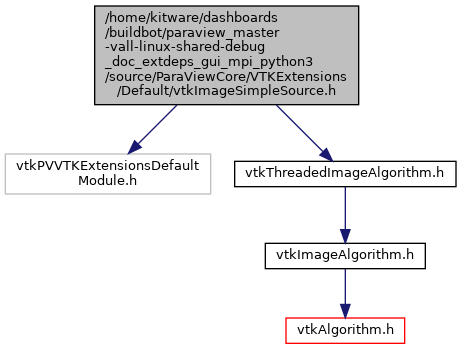 /home/kitware/dashboards
/buildbot/paraview_master
-vall-linux-shared-debug
_doc_extdeps_gui_mpi_python3
/source/ParaViewCore/VTKExtensions
/Default/vtkImageSimpleSource.h
vtkPVVTKExtensionsDefault
Module.h
vtkThreadedImageAlgorithm.h
vtkImageAlgorithm.h
vtkAlgorithm.h